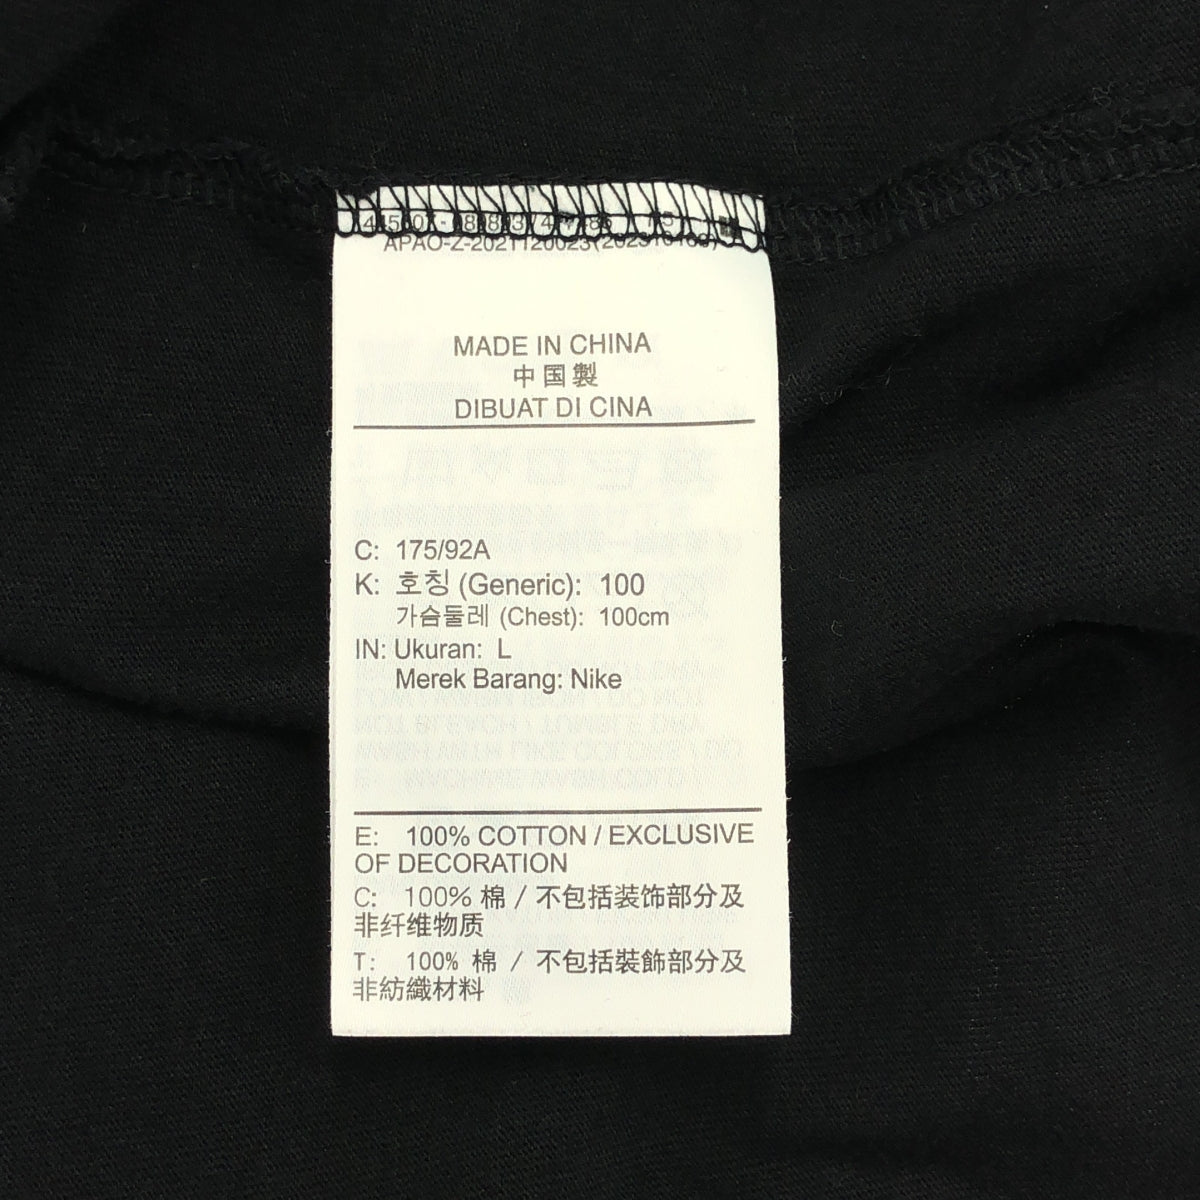 MADE IN CHINA
中国製
DIBUAT DI CINA
C: 175/92A
K: 호칭 (Generic): 100
가슴둘레 (Chest): 100cm
IN: Ukuran: L
Merek Barang: Nike
E: 100% COTTON / EXCLUSIVE
OF DECORATION
C: 100% 棉 / 不包括装饰部分及
非纤维物质
T: 100% 棉 / 不包括裝飾部分及
非紡織材料